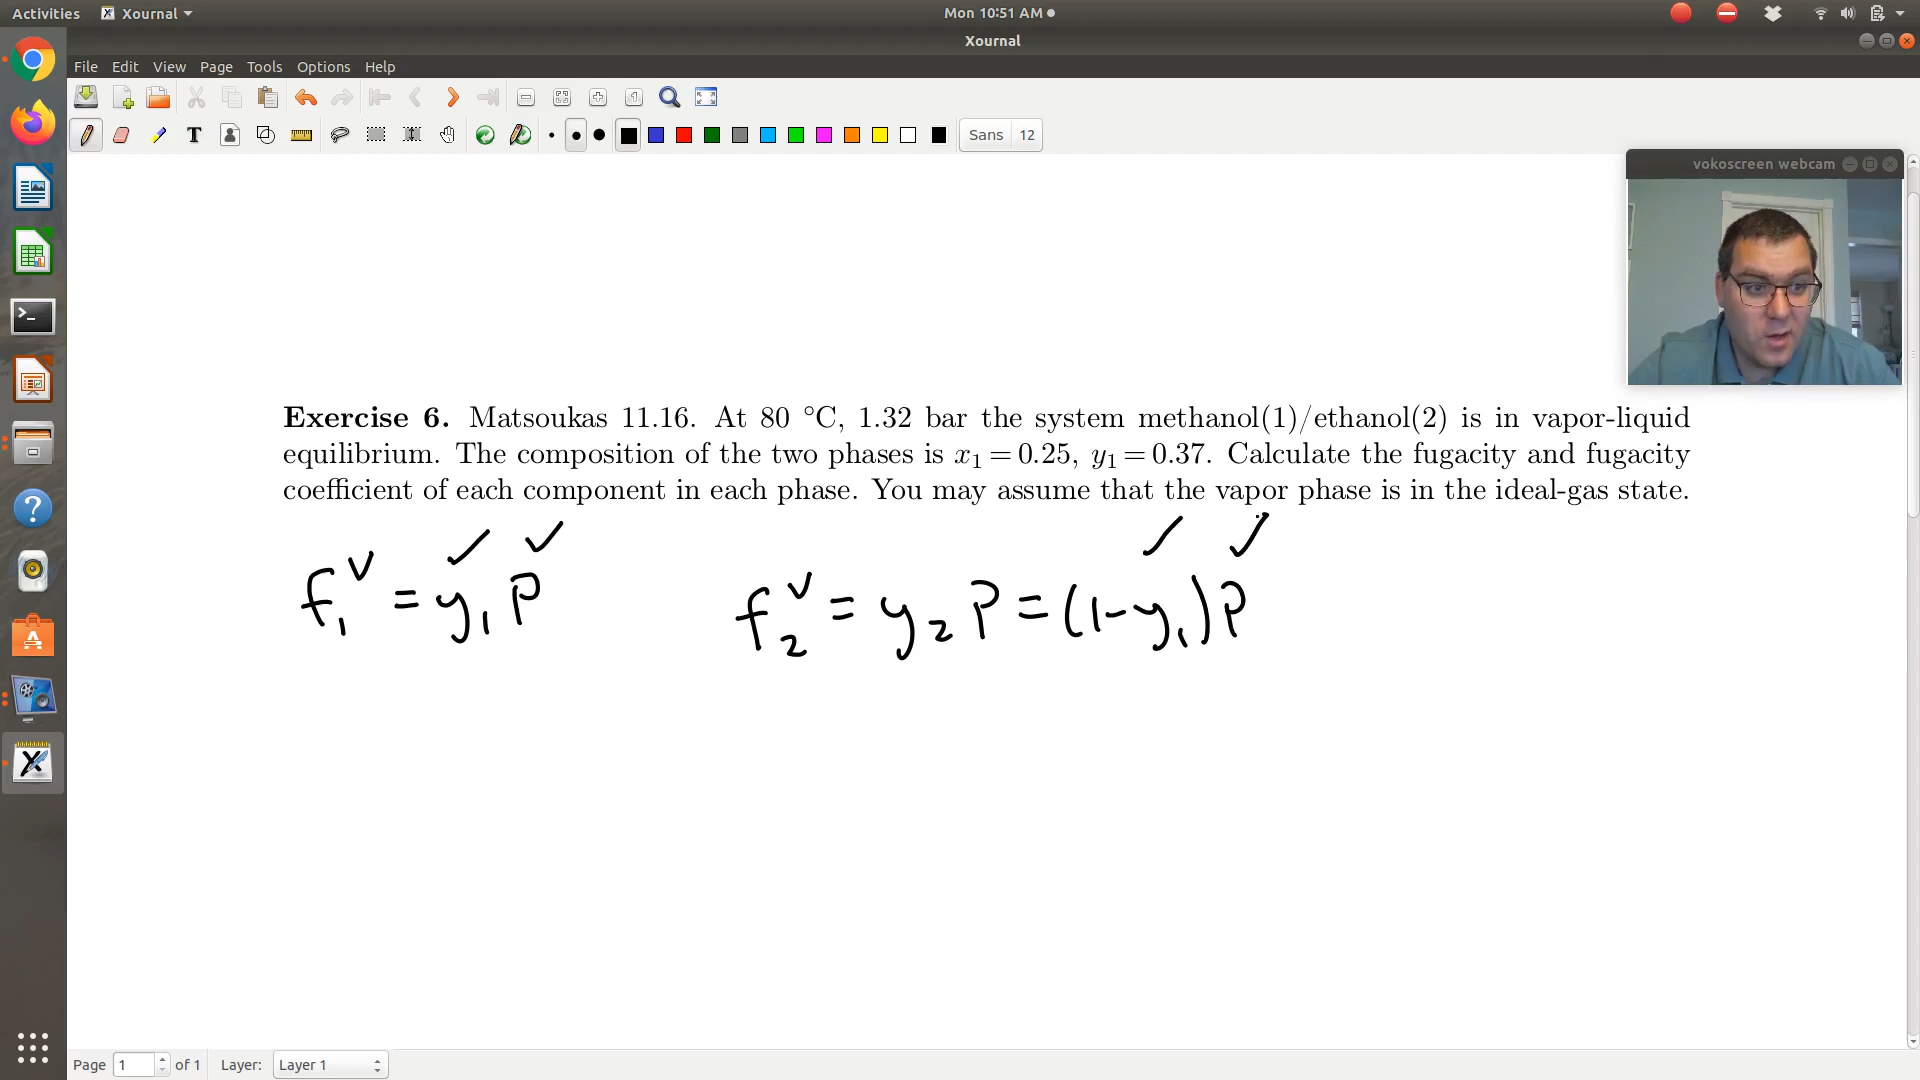 Activities Xournal Mon 10:51 AM
Xournal
File Edit View Page Tools Options Help
Sans 12
vokoscreen webcam
Exercise 6. Matsoukas 11.16. At 80 °C, 1.32 bar the system methanol(1)/ethanol(2) is in vapor-liquid
equilibrium. The composition of the two phases is x₁ = 0.25, y₁ = 0.37. Calculate the fugacity and fugacity
coefficient of each component in each phase. You may assume that the vapor phase is in the ideal-gas state.
f₁ᵛ = y₁ P f₂ᵛ = y₂ P = (1-y₁) P
Page 1 of 1 Layer: Layer 1